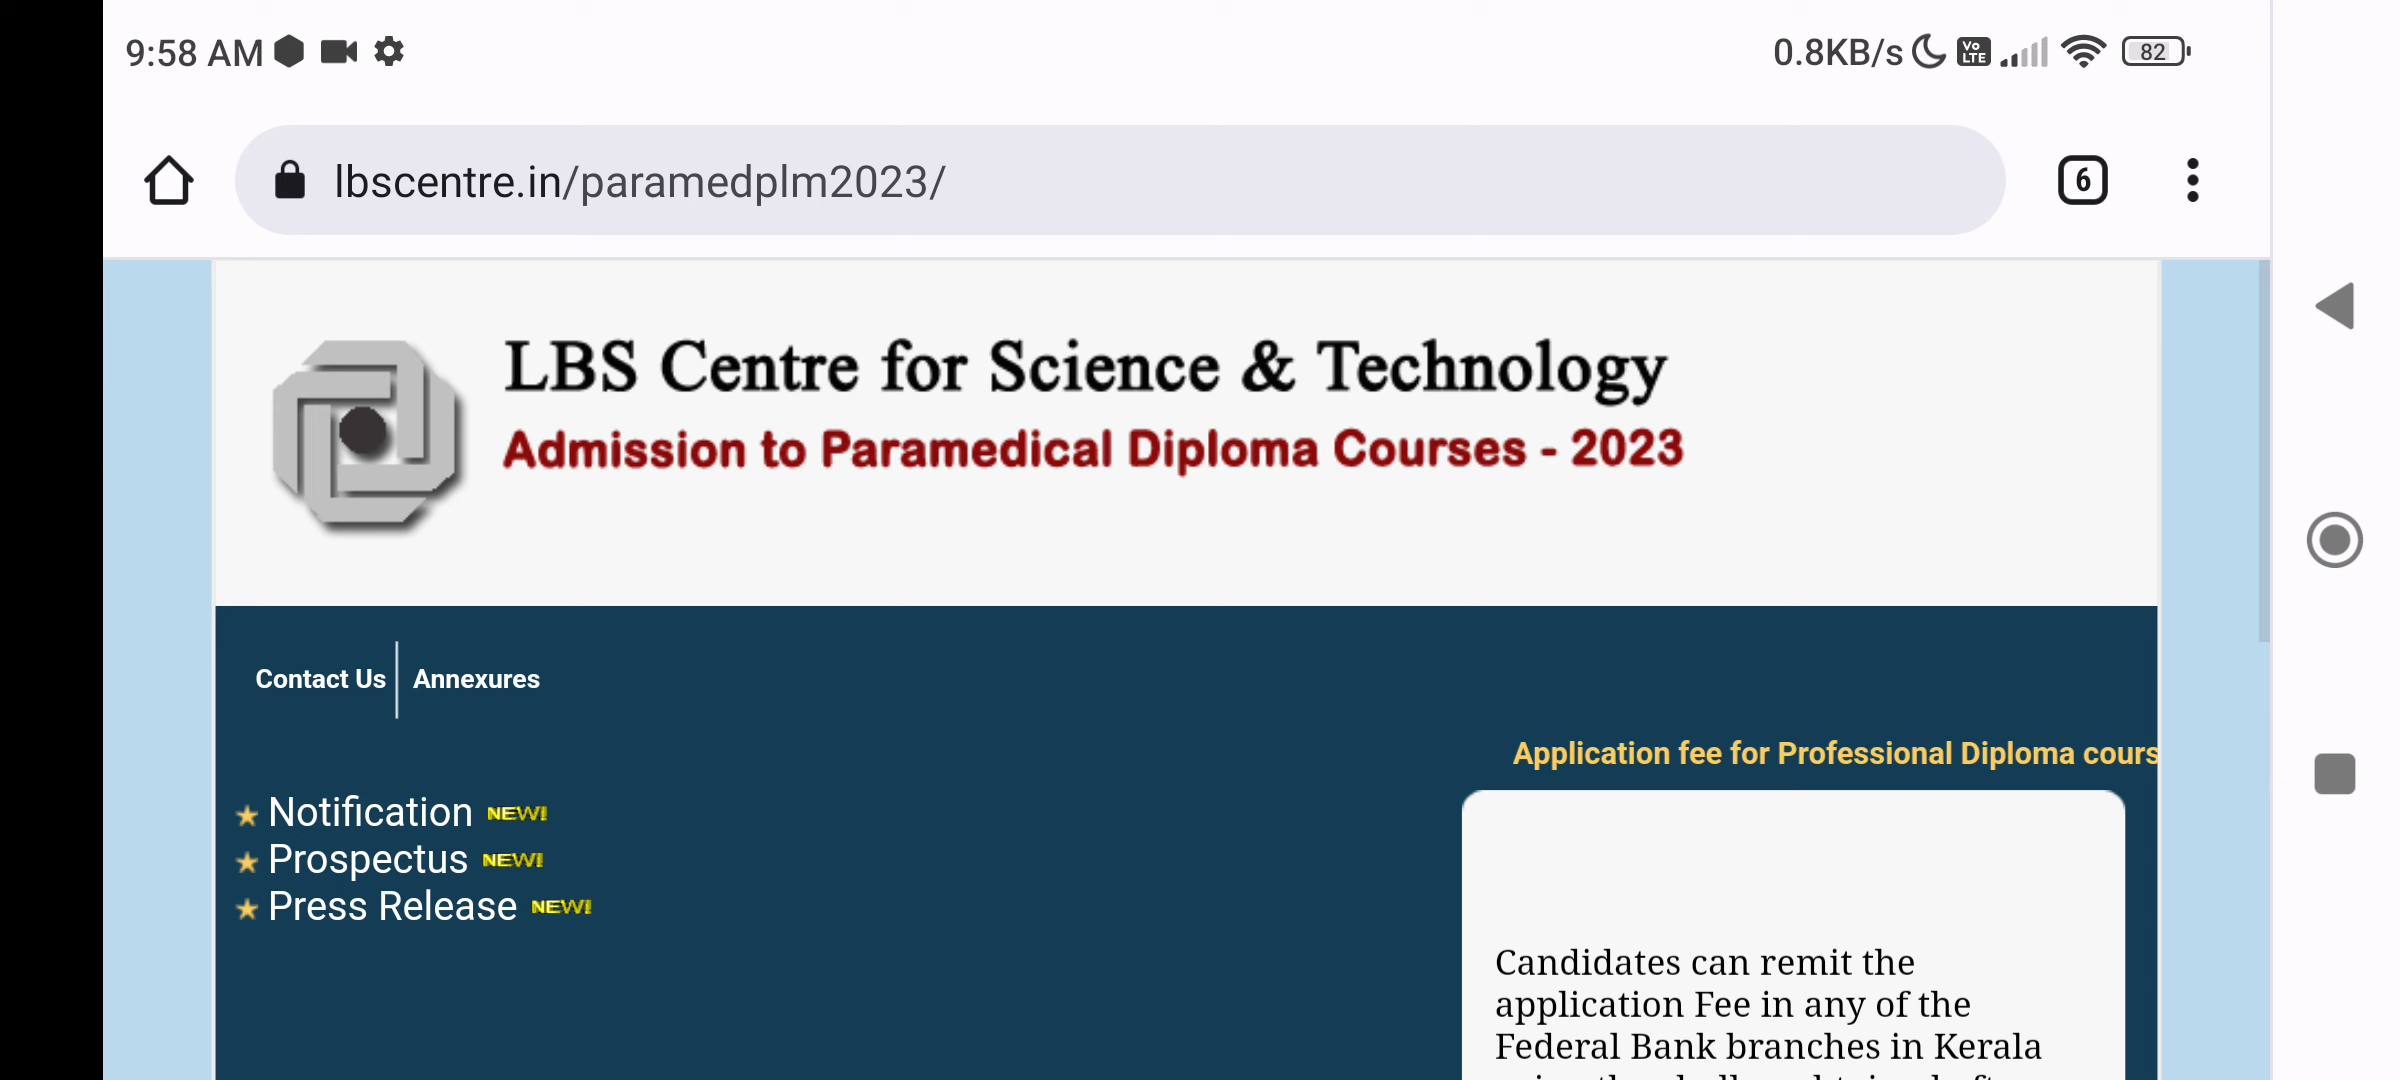 9:58 AM
0.8KB/s
Vo LTE
82
lbscentre.in/paramedplm2023/
6
LBS Centre for Science & Technology
Admission to Paramedical Diploma Courses - 2023
Contact Us
Annexures
Application fee for Professional Diploma cours
Notification NEW!
Prospectus NEW!
Press Release NEW!
Candidates can remit the
application Fee in any of the
Federal Bank branches in Kerala